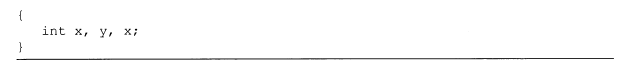 {
   int x, y, x;
}